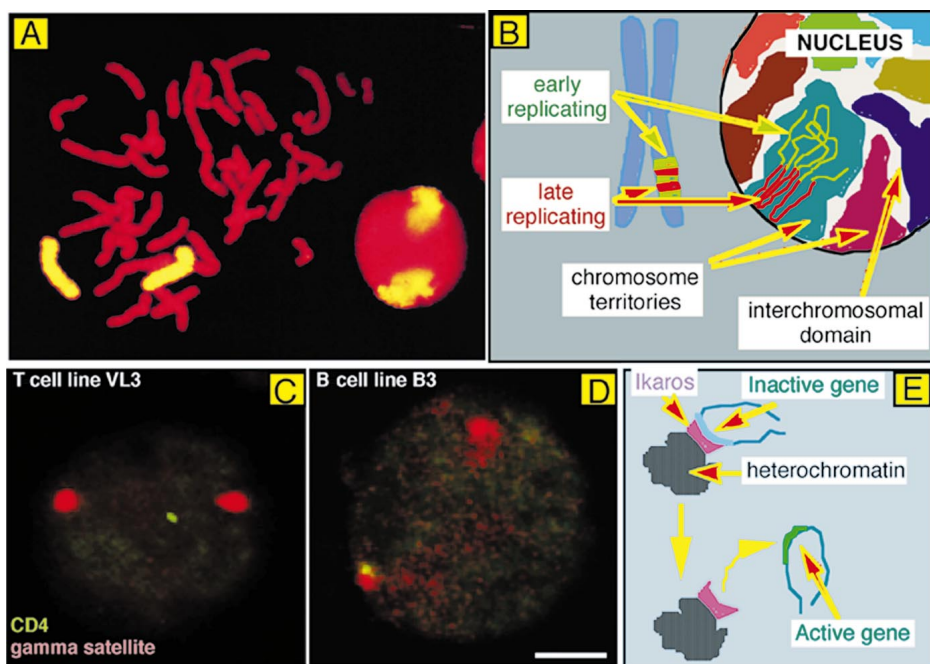 A
B
NUCLEUS
early
replicating
late
replicating
chromosome
territories
interchromosomal
domain
T cell line VL3
C
CD4
gamma satellite
B cell line B3
D
E
Ikaros
Inactive gene
heterochromatin
Active gene